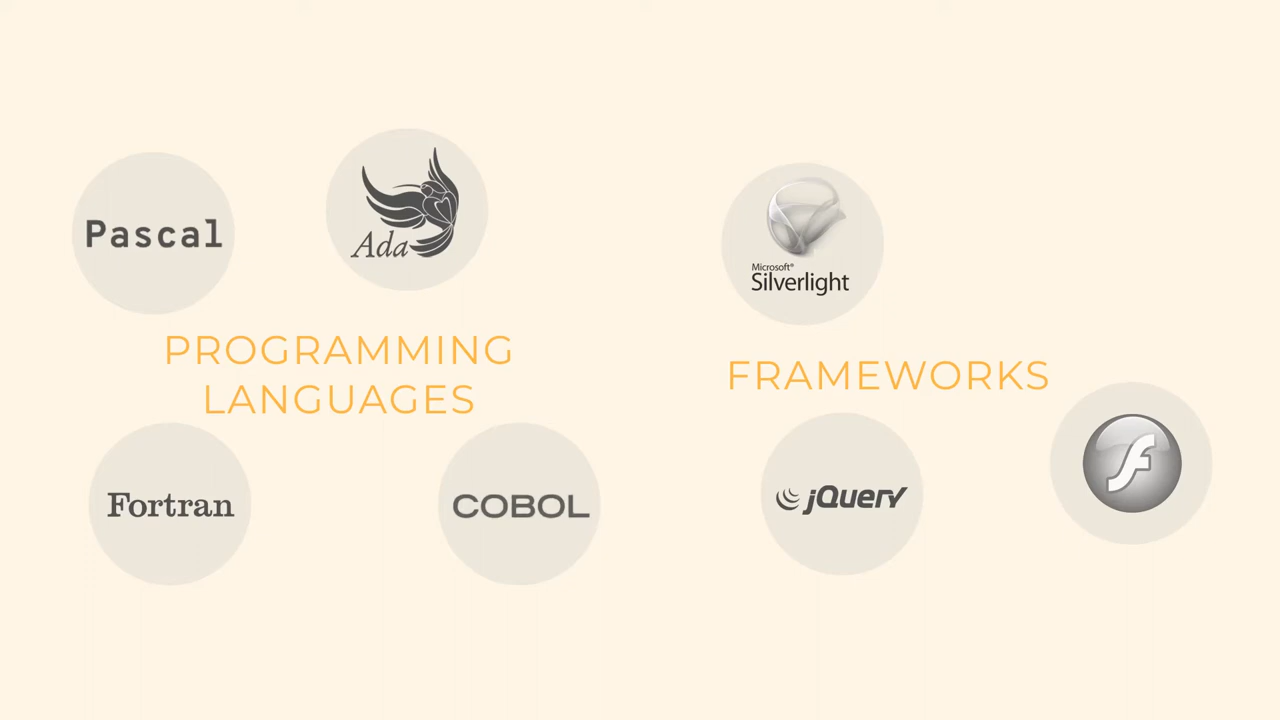 Pascal
Ada
PROGRAMMING
LANGUAGES
Fortran
COBOL
Microsoft®
Silverlight
FRAMEWORKS
jQuery
f